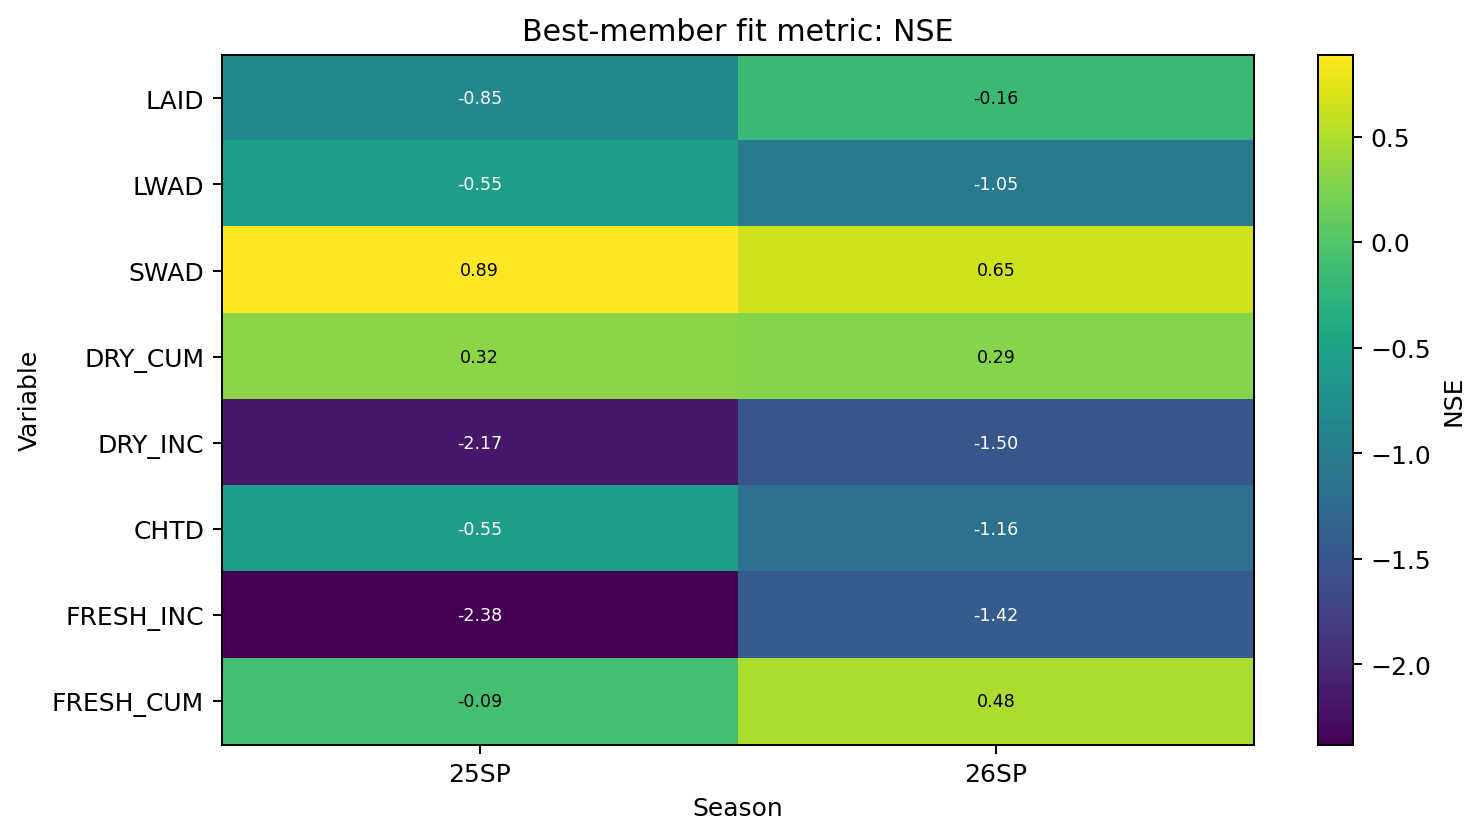 Best-member fit metric: NSE
LAID -0.85 -0.16
LWAD -0.55 -1.05
SWAD 0.89 0.65
DRY_CUM 0.32 0.29
DRY_INC -2.17 -1.50
CHTD -0.55 -1.16
FRESH_INC -2.38 -1.42
FRESH_CUM -0.09 0.48
25SP 26SP
Season
Variable
0.5
0.0
−0.5
−1.0
−1.5
−2.0
NSE